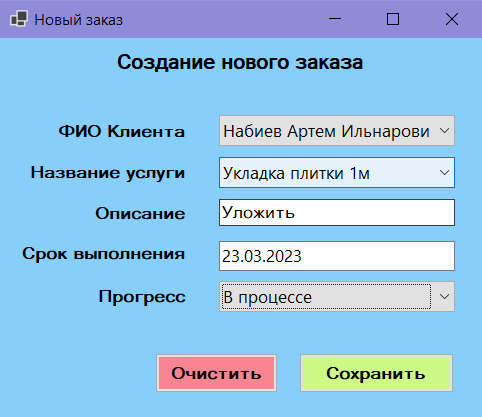 Новый заказ
Создание нового заказа
ФИО Клиента Набиев Артем Ильнарови
Название услуги Укладка плитки 1м
Описание Уложить
Срок выполнения 23.03.2023
Прогресс В процессе
Очистить Сохранить